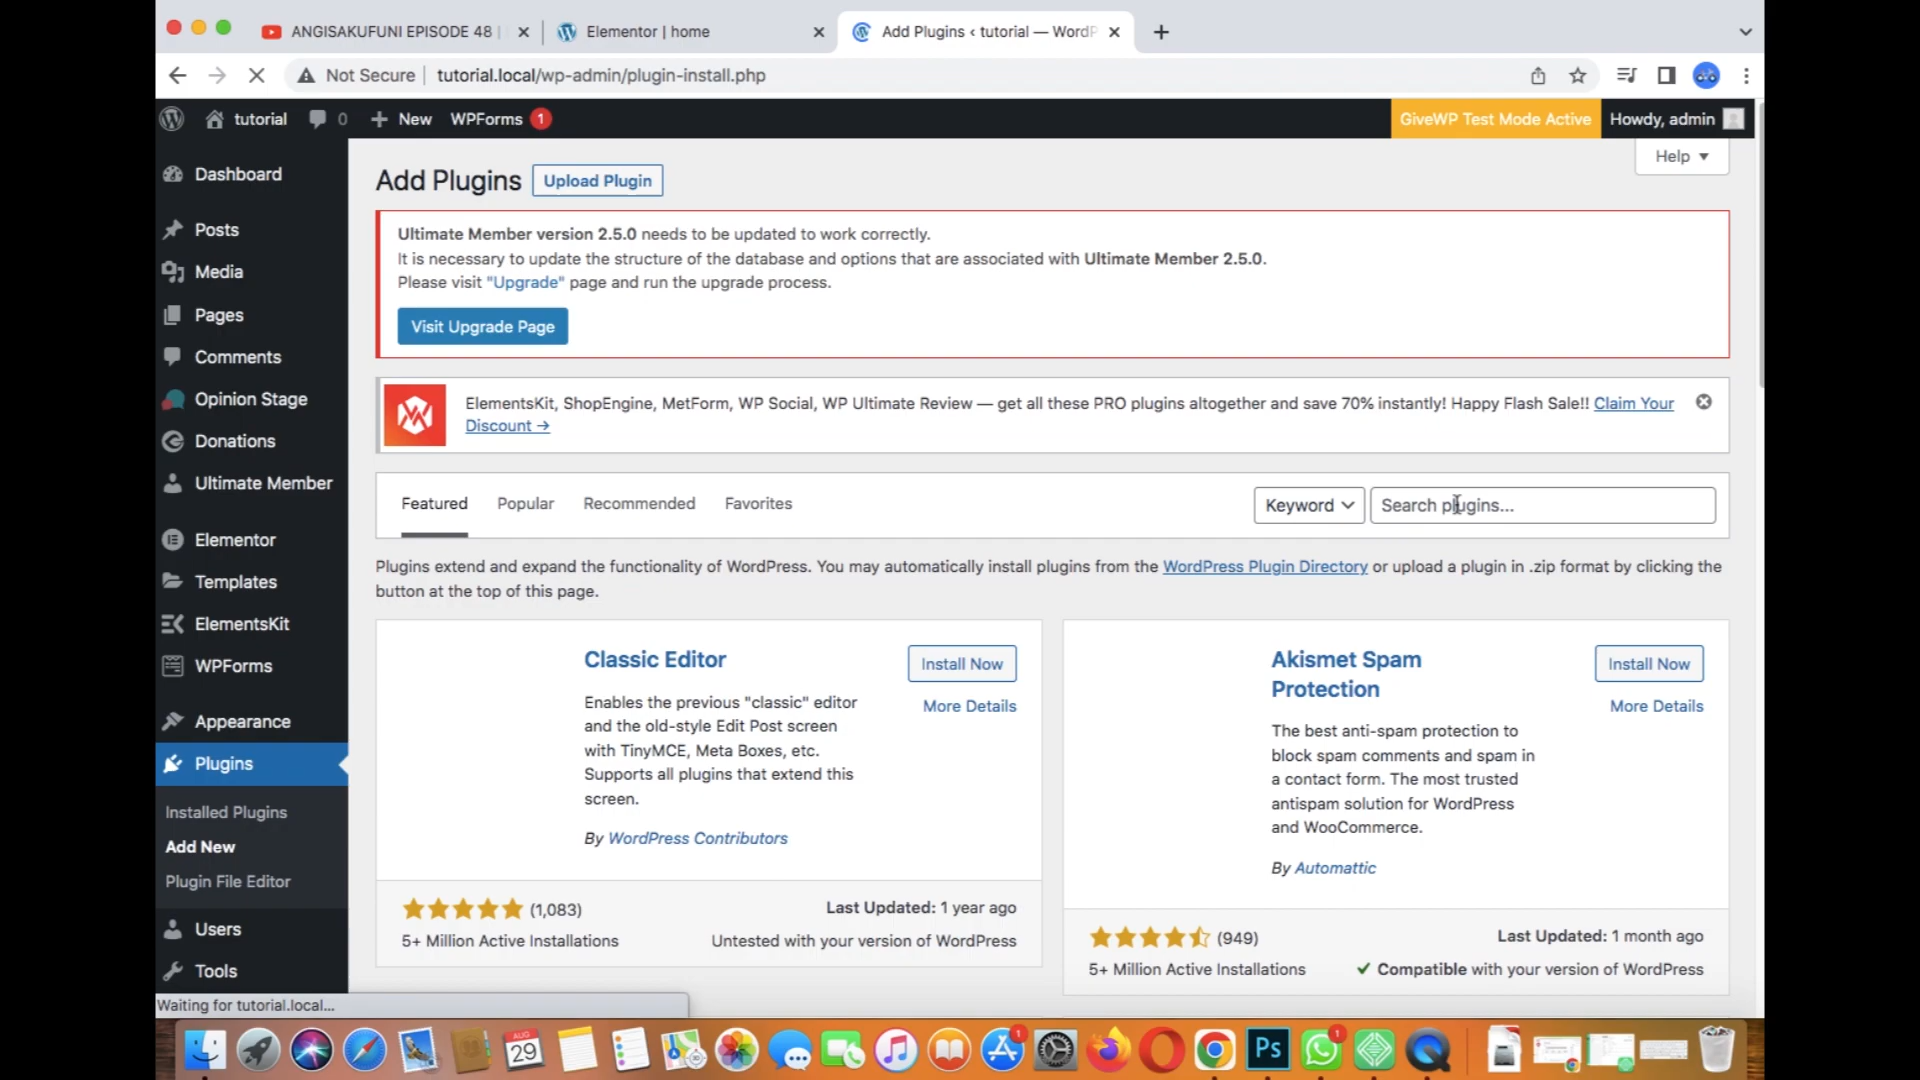 ANGISAKUFUNI EPISODE 48 |
Elementor | home
Add Plugins ‹ tutorial — WordP
Not Secure
tutorial.local/wp-admin/plugin-install.php
tutorial
0
New
WPForms 1
GiveWP Test Mode Active
Howdy, admin
Help
Dashboard
Posts
Media
Pages
Comments
Opinion Stage
Donations
Ultimate Member
Elementor
Templates
ElementsKit
WPForms
Appearance
Plugins
Installed Plugins
Add New
Plugin File Editor
Users
Tools
Waiting for tutorial.local...
Add Plugins
Upload Plugin
Ultimate Member version 2.5.0 needs to be updated to work correctly.
It is necessary to update the structure of the database and options that are associated with Ultimate Member 2.5.0.
Please visit "Upgrade" page and run the upgrade process.
Visit Upgrade Page
ElementsKit, ShopEngine, MetForm, WP Social, WP Ultimate Review — get all these PRO plugins altogether and save 70% instantly! Happy Flash Sale!! Claim Your
Discount →
Featured
Popular
Recommended
Favorites
Keyword
Search plugins...
Plugins extend and expand the functionality of WordPress. You may automatically install plugins from the WordPress Plugin Directory or upload a plugin in .zip format by clicking the
button at the top of this page.
Classic Editor
Install Now
More Details
Enables the previous "classic" editor
and the old-style Edit Post screen
with TinyMCE, Meta Boxes, etc.
Supports all plugins that extend this
screen.
By WordPress Contributors
(1,083)
Last Updated: 1 year ago
5+ Million Active Installations
Untested with your version of WordPress
Akismet Spam
Protection
Install Now
More Details
The best anti-spam protection to
block spam comments and spam in
a contact form. The most trusted
antispam solution for WordPress
and WooCommerce.
By Automattic
(949)
Last Updated: 1 month ago
5+ Million Active Installations
Compatible with your version of WordPress
AUG
29
1
Ps
1